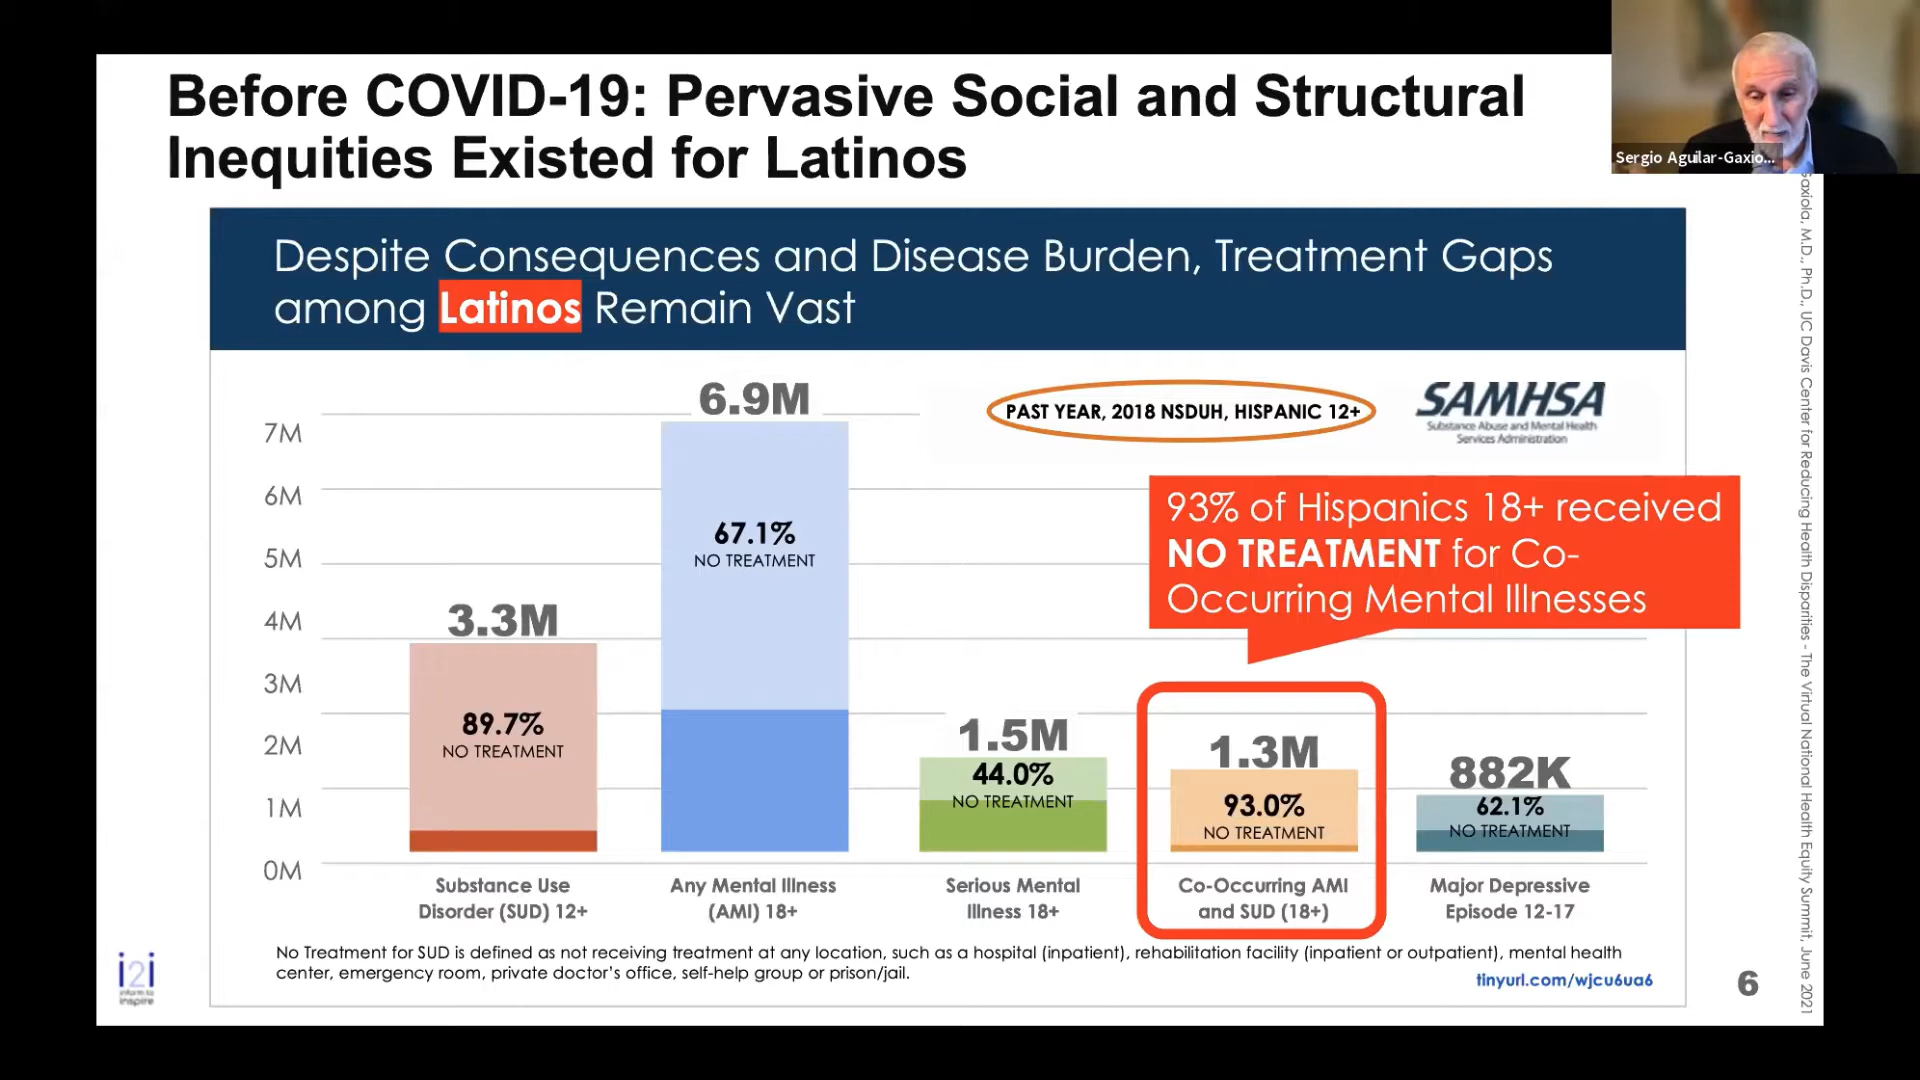 Before COVID-19: Pervasive Social and Structural
Inequities Existed for Latinos
Sergio Aguilar-Gaxio...
Despite Consequences and Disease Burden, Treatment Gaps
among Latinos Remain Vast
PAST YEAR, 2018 NSDUH, HISPANIC 12+
SAMHSA
Substance Abuse and Mental Health
Services Administration
93% of Hispanics 18+ received
NO TREATMENT for Co-
Occurring Mental Illnesses
7M
6M
5M
4M
3M
2M
1M
0M
3.3M
89.7%
NO TREATMENT
Substance Use
Disorder (SUD) 12+
6.9M
67.1%
NO TREATMENT
Any Mental Illness
(AMI) 18+
1.5M
44.0%
NO TREATMENT
Serious Mental
Illness 18+
1.3M
93.0%
NO TREATMENT
Co-Occurring AMI
and SUD (18+)
882K
62.1%
NO TREATMENT
Major Depressive
Episode 12-17
No Treatment for SUD is defined as not receiving treatment at any location, such as a hospital (inpatient), rehabilitation facility (inpatient or outpatient), mental health
center, emergency room, private doctor's office, self-help group or prison/jail.
tinyurl.com/wjcu6ua6
i2i
inform to
inspire
6
Gaxiola, M.D., Ph.D., UC Davis Center for Reducing Health Disparities - The Virtual National Health Equity Summit, June 2021